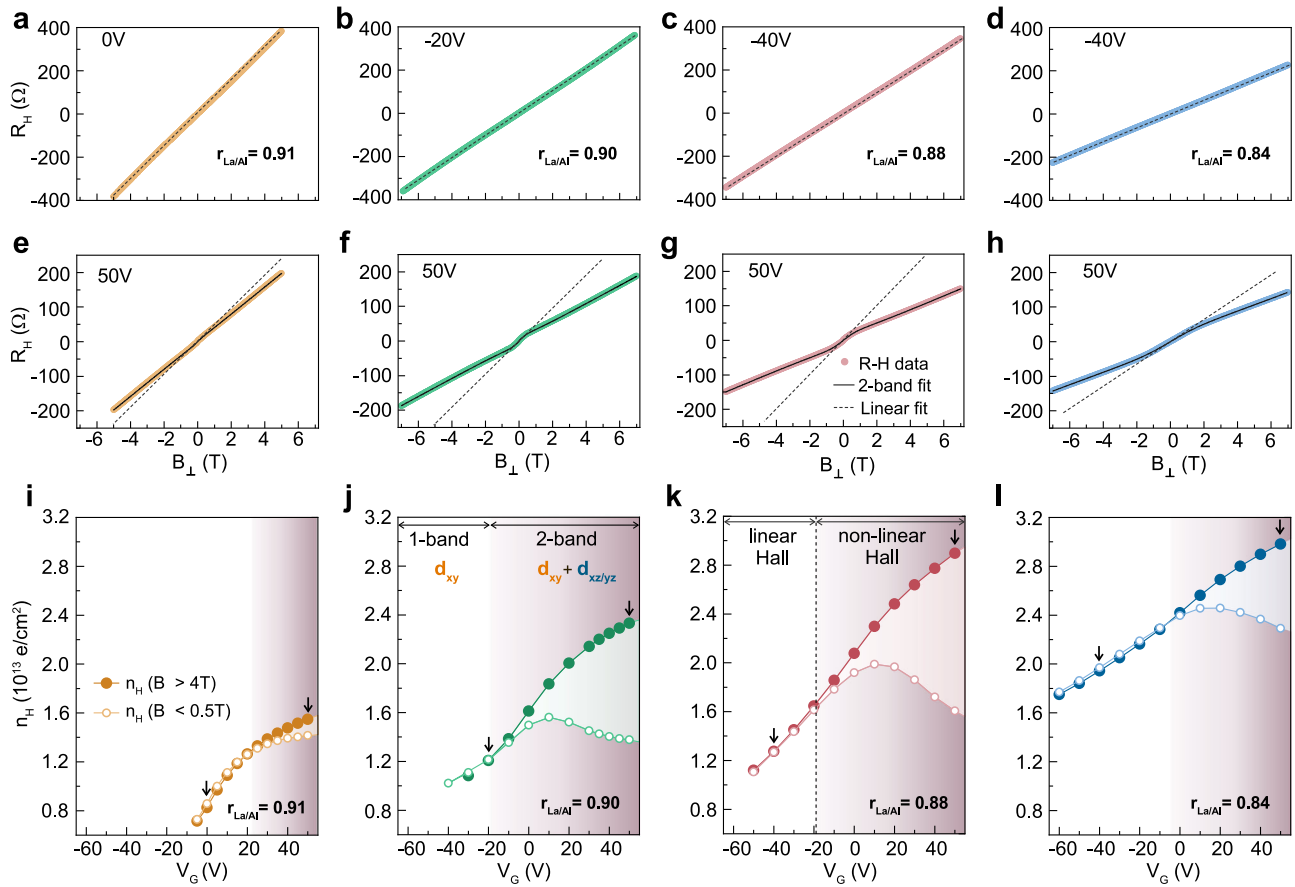 a
0V
400
200
0
-200
-400
R_H (Ω)
r_La/Al = 0.91
b
-20V
400
200
0
-200
-400
r_La/Al = 0.90
c
-40V
400
200
0
-200
-400
r_La/Al = 0.88
d
-40V
400
200
0
-200
-400
r_La/Al = 0.84
e
50V
200
100
0
-100
-200
R_H (Ω)
-6 -4 -2 0 2 4 6
B_⊥ (T)
f
50V
200
100
0
-100
-200
-6 -4 -2 0 2 4 6
B_⊥ (T)
g
50V
200
100
0
-100
-200
R-H data
2-band fit
Linear fit
-6 -4 -2 0 2 4 6
B_⊥ (T)
h
50V
200
100
0
-100
-200
-6 -4 -2 0 2 4 6
B_⊥ (T)
i
3.2
2.8
2.4
2.0
1.6
1.2
0.8
n_H (10^13 e/cm^2)
n_H (B > 4T)
n_H (B < 0.5T)
r_La/Al = 0.91
-60 -40 -20 0 20 40
V_G (V)
j
3.2
2.8
2.4
2.0
1.6
1.2
0.8
1-band
2-band
d_xy
d_xy + d_xz/yz
r_La/Al = 0.90
-60 -40 -20 0 20 40
V_G (V)
k
3.2
2.8
2.4
2.0
1.6
1.2
0.8
linear
Hall
non-linear
Hall
r_La/Al = 0.88
-60 -40 -20 0 20 40
V_G (V)
l
3.2
2.8
2.4
2.0
1.6
1.2
0.8
r_La/Al = 0.84
-60 -40 -20 0 20 40
V_G (V)